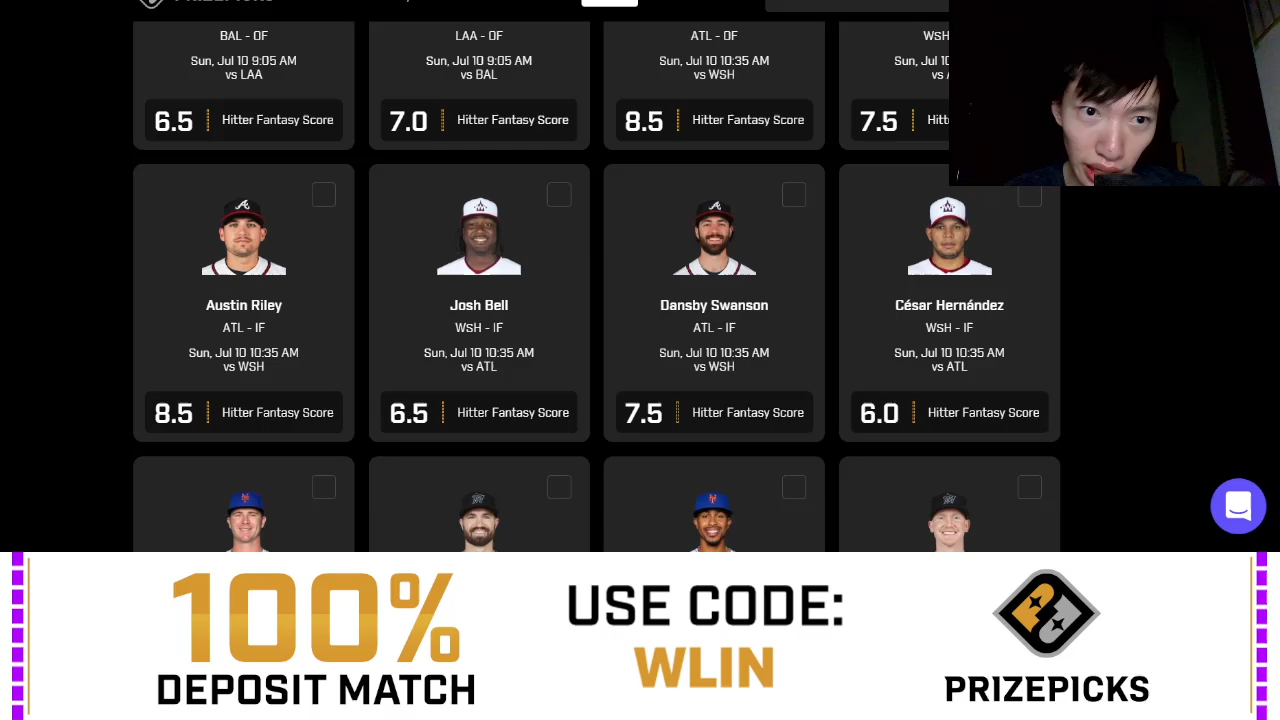 BAL - OF
Sun, Jul 10 9:05 AM
vs LAA
6.5 Hitter Fantasy Score
LAA - OF
Sun, Jul 10 9:05 AM
vs BAL
7.0 Hitter Fantasy Score
ATL - OF
Sun, Jul 10 10:35 AM
vs WSH
8.5 Hitter Fantasy Score
WSH
Sun, Jul 10
vs
7.5
Austin Riley
ATL - IF
Sun, Jul 10 10:35 AM
vs WSH
8.5 Hitter Fantasy Score
Josh Bell
WSH - IF
Sun, Jul 10 10:35 AM
vs ATL
6.5 Hitter Fantasy Score
Dansby Swanson
ATL - IF
Sun, Jul 10 10:35 AM
vs WSH
7.5 Hitter Fantasy Score
César Hernández
WSH - IF
Sun, Jul 10 10:35 AM
vs ATL
6.0 Hitter Fantasy Score
100%
DEPOSIT MATCH
USE CODE:
WLIN
PRIZEPICKS